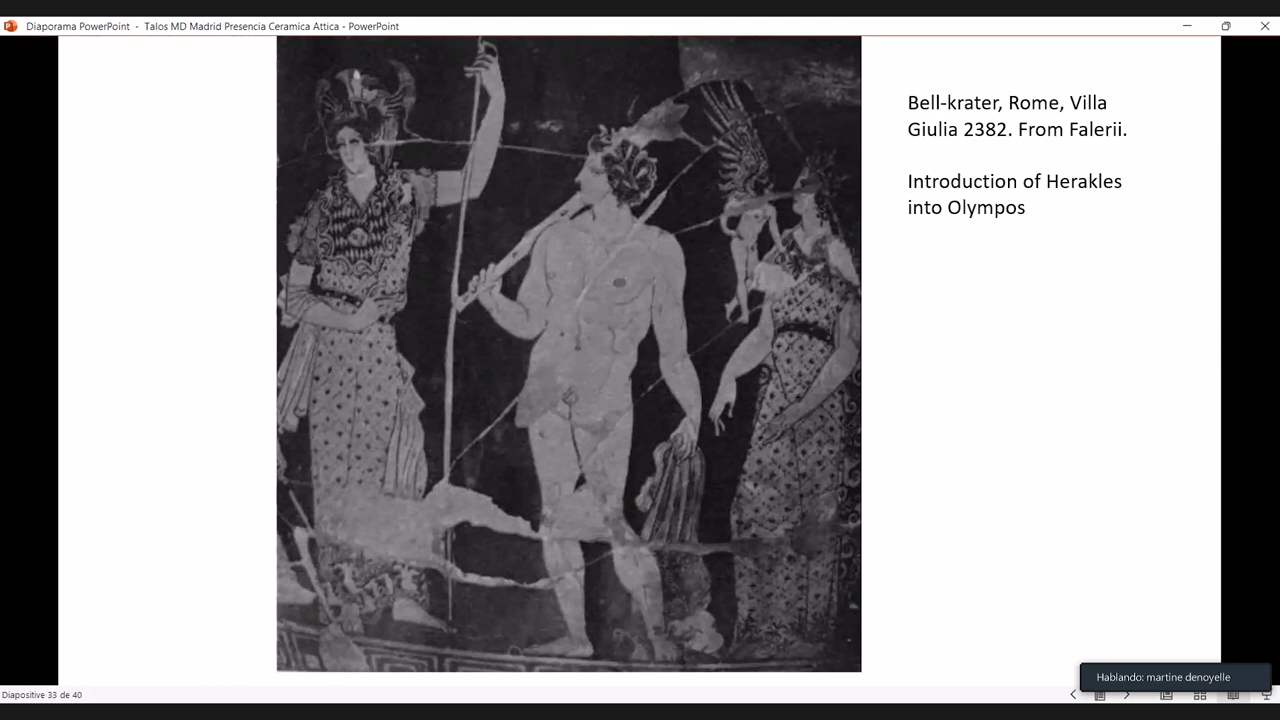 Diaporama PowerPoint - Talos MD Madrid Presencia Ceramica Attica - PowerPoint
Bell-krater, Rome, Villa
Giulia 2382. From Falerii.
Introduction of Herakles
into Olympos
Hablando: martine denoyelle
Diapositive 33 de 40